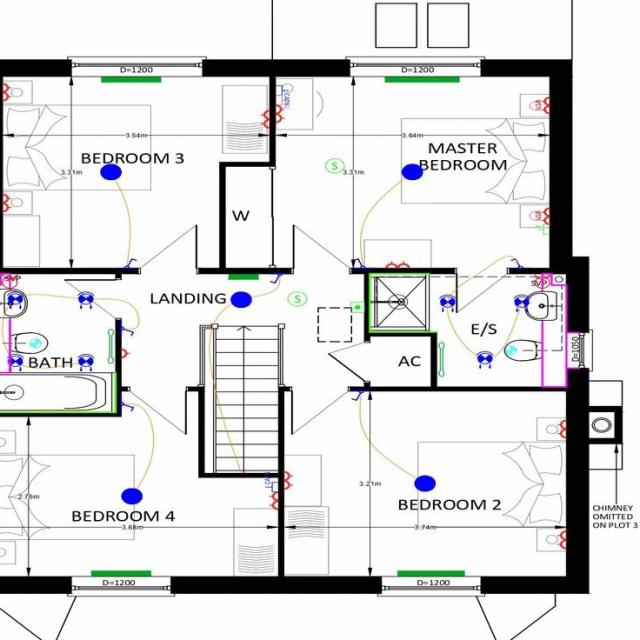 D=1200
D=1200
3.54m
3.64m
BEDROOM 3
MASTER
BEDROOM
3.31m
3.31m
S
W
LANDING
S
SVP
E/S
D=1050
BATH
AC
2.76m
3.21m
BEDROOM 4
3.88m
BEDROOM 2
3.74m
CHIMNEY
OMITTED
ON PLOT 3
D=1200
D=1200